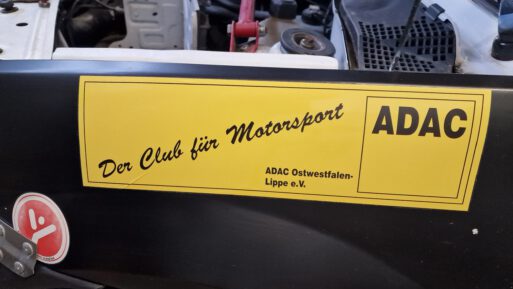 Der Club für Motorsport
ADAC
ADAC Ostwestfalen-
Lippe e.V.